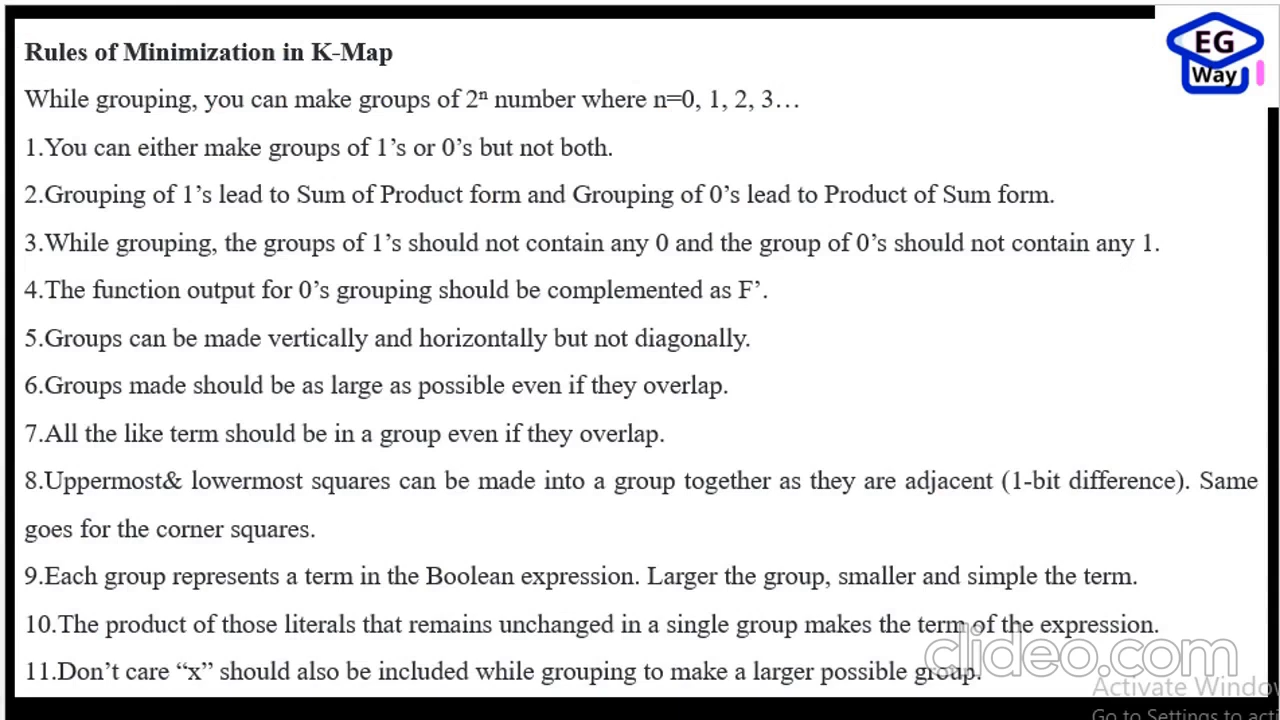 EG
Way
Rules of Minimization in K-Map
While grouping, you can make groups of 2ⁿ number where n=0, 1, 2, 3…
1.You can either make groups of 1’s or 0’s but not both.
2.Grouping of 1’s lead to Sum of Product form and Grouping of 0’s lead to Product of Sum form.
3.While grouping, the groups of 1’s should not contain any 0 and the group of 0’s should not contain any 1.
4.The function output for 0’s grouping should be complemented as F’.
5.Groups can be made vertically and horizontally but not diagonally.
6.Groups made should be as large as possible even if they overlap.
7.All the like term should be in a group even if they overlap.
8.Uppermost& lowermost squares can be made into a group together as they are adjacent (1-bit difference). Same
goes for the corner squares.
9.Each group represents a term in the Boolean expression. Larger the group, smaller and simple the term.
10.The product of those literals that remains unchanged in a single group makes the term of the expression.
11.Don’t care “x” should also be included while grouping to make a larger possible group.
clideo.com
Activate Window
Go to Settings to acti